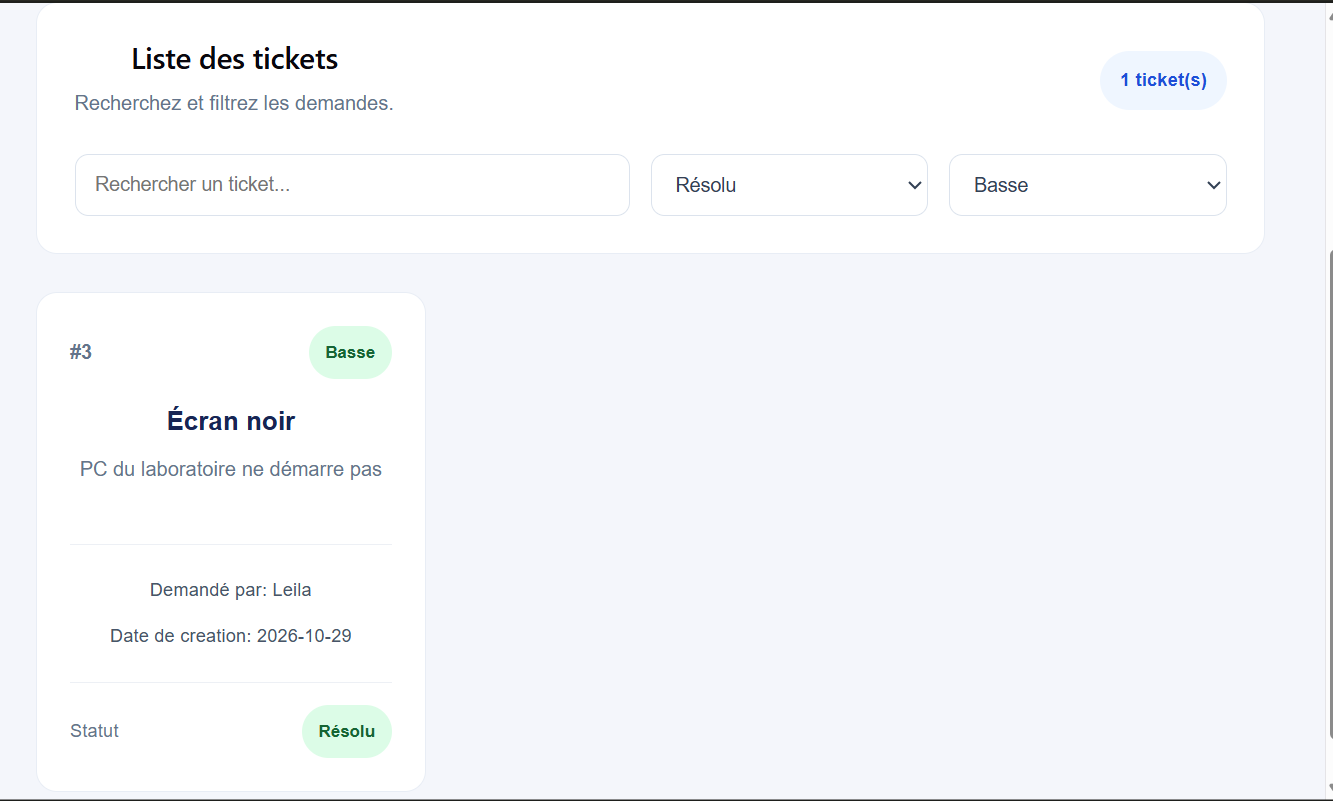 Liste des tickets
Recherchez et filtrez les demandes.
1 ticket(s)
Rechercher un ticket...
Résolu
Basse
#3
Basse
Écran noir
PC du laboratoire ne démarre pas
Demandé par: Leila
Date de creation: 2026-10-29
Statut
Résolu